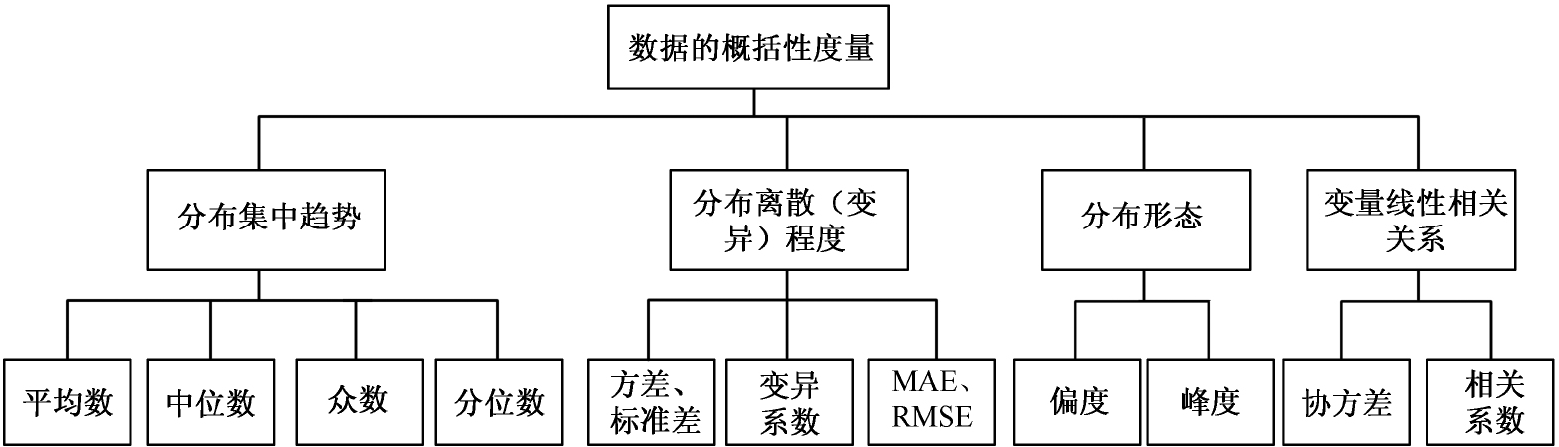 数据的概括性度量
分布集中趋势
分布离散（变
异）程度
分布形态
变量线性相关
关系
平均数
中位数
众数
分位数
方差、
标准差
变异
系数
MAE、
RMSE
偏度
峰度
协方差
相关
系数